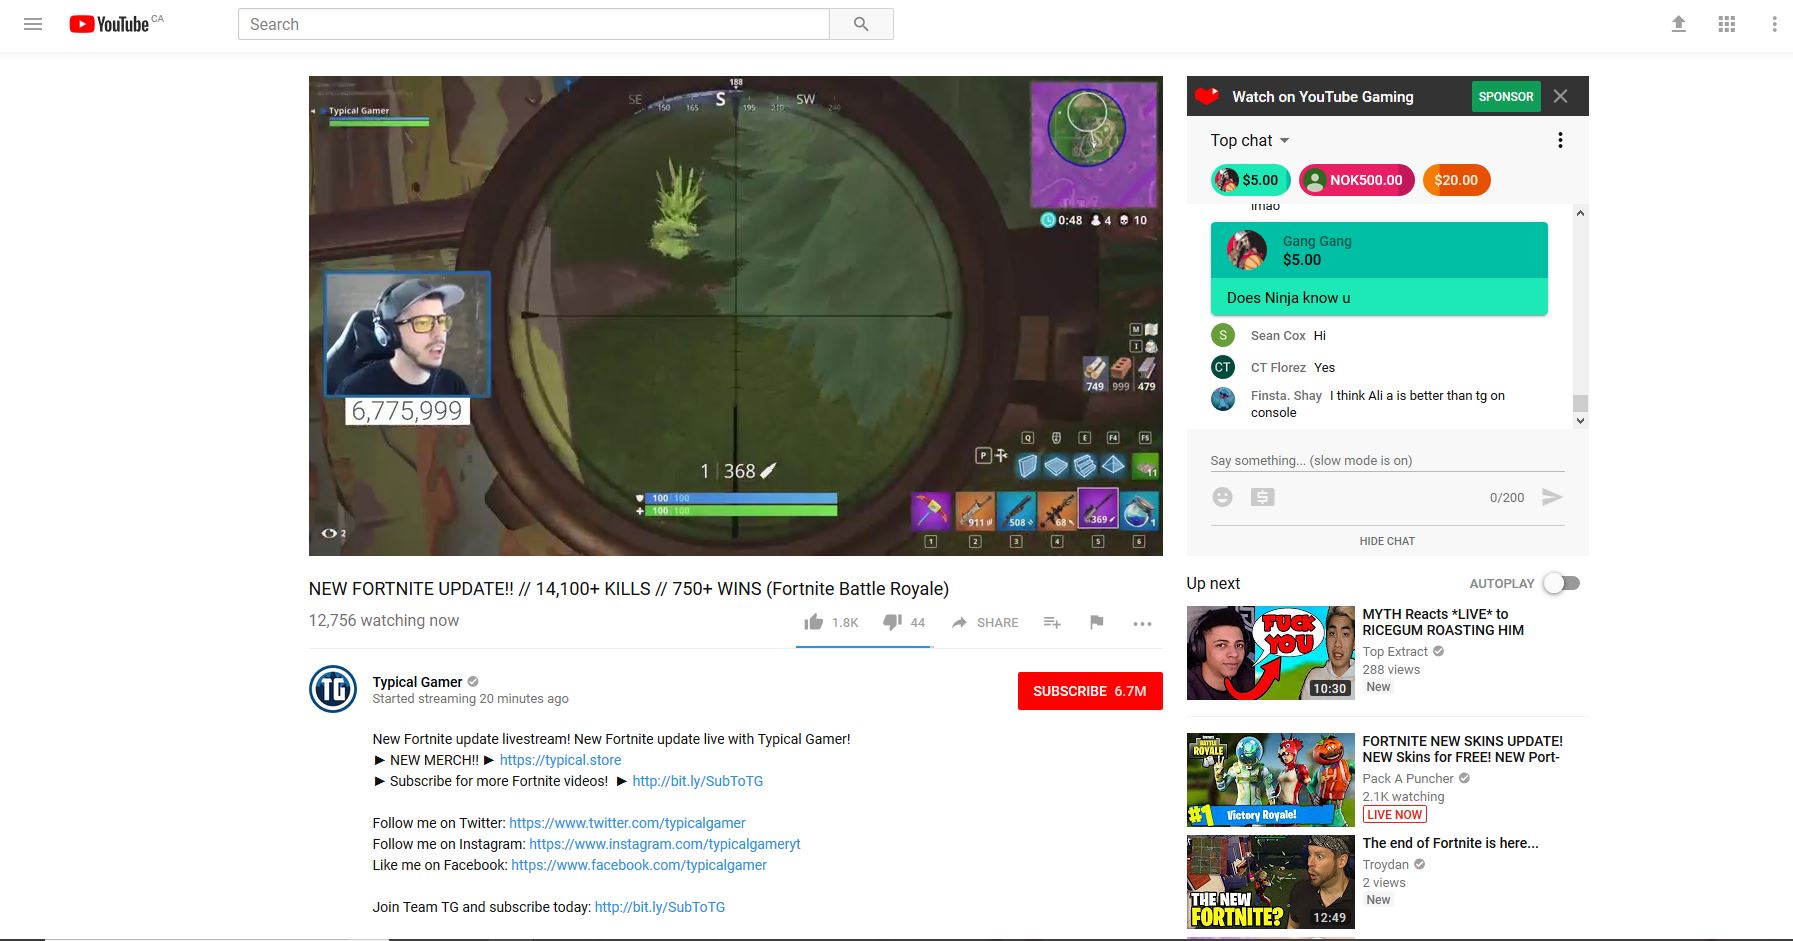 YouTube CA
Search
Typical Gamer
SE
150
165
188
S
195
210
SW
240
0:48
4
10
6,775,999
M
I
749
999
479
1 | 368
100 | 100
100 | 100
2
Q
E
F4
F5
P
11
911
508
68
369
1
1
2
3
4
5
6
Watch on YouTube Gaming
SPONSOR
Top chat
$5.00
NOK500.00
$20.00
lmao
Gang Gang
$5.00
Does Ninja know u
S
Sean Cox Hi
CT
CT Florez Yes
Finsta. Shay I think Ali a is better than tg on
console
Say something... (slow mode is on)
0/200
HIDE CHAT
NEW FORTNITE UPDATE!! // 14,100+ KILLS // 750+ WINS (Fortnite Battle Royale)
12,756 watching now
1.8K
44
SHARE
TG
Typical Gamer
Started streaming 20 minutes ago
SUBSCRIBE 6.7M
New Fortnite update livestream! New Fortnite update live with Typical Gamer!
► NEW MERCH!! ► https://typical.store
► Subscribe for more Fortnite videos! ► http://bit.ly/SubToTG
Follow me on Twitter: https://www.twitter.com/typicalgamer
Follow me on Instagram: https://www.instagram.com/typicalgameryt
Like me on Facebook: https://www.facebook.com/typicalgamer
Join Team TG and subscribe today: http://bit.ly/SubToTG
Up next
AUTOPLAY
FUCK
YOU
10:30
MYTH Reacts *LIVE* to
RICEGUM ROASTING HIM
Top Extract
288 views
New
BATTLE
ROYALE
#1 Victory Royale!
FORTNITE NEW SKINS UPDATE!
NEW Skins for FREE! NEW Port-
Pack A Puncher
2.1K watching
LIVE NOW
THE NEW
FORTNITE?
12:49
The end of Fortnite is here...
Troydan
2 views
New